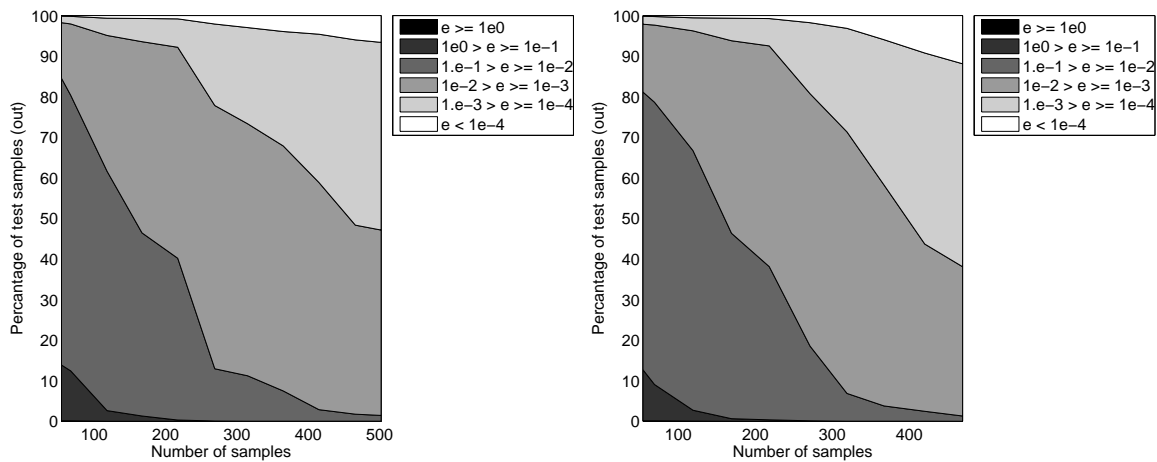 100
90
80
70
60
50
40
30
20
10
0
Percantage of test samples (out)
100
200
300
400
500
Number of samples
e >= 1e0
1e0 > e >= 1e−1
1.e−1 > e >= 1e−2
1e−2 > e >= 1e−3
1.e−3 > e >= 1e−4
e < 1e−4
100
90
80
70
60
50
40
30
20
10
0
Percantage of test samples (out)
100
200
300
400
Number of samples
e >= 1e0
1e0 > e >= 1e−1
1.e−1 > e >= 1e−2
1e−2 > e >= 1e−3
1.e−3 > e >= 1e−4
e < 1e−4